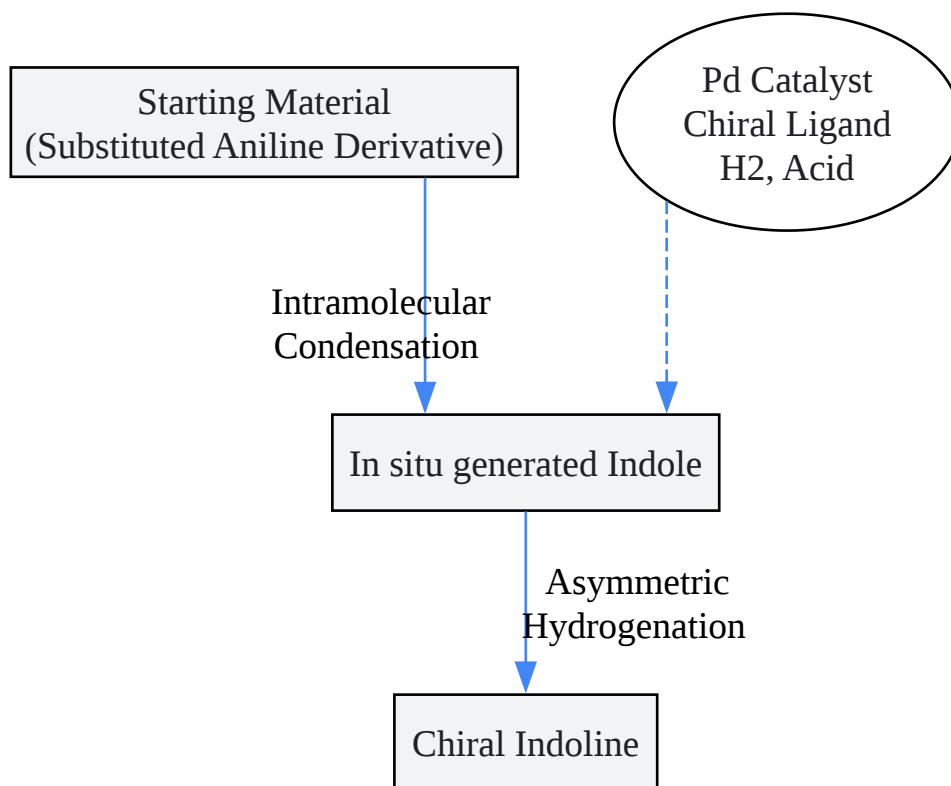 Starting Material
(Substituted Aniline Derivative)
Pd Catalyst
Chiral Ligand
H2, Acid
Intramolecular
Condensation
In situ generated Indole
Asymmetric
Hydrogenation
Chiral Indoline